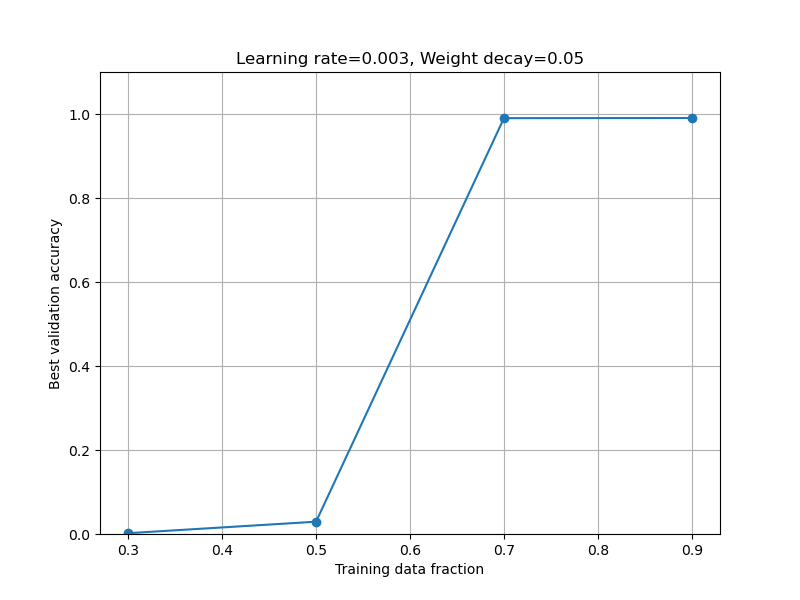 Learning rate=0.003, Weight decay=0.05
1.0
0.8
0.6
0.4
0.2
0.0
Best validation accuracy
0.3 0.4 0.5 0.6 0.7 0.8 0.9
Training data fraction